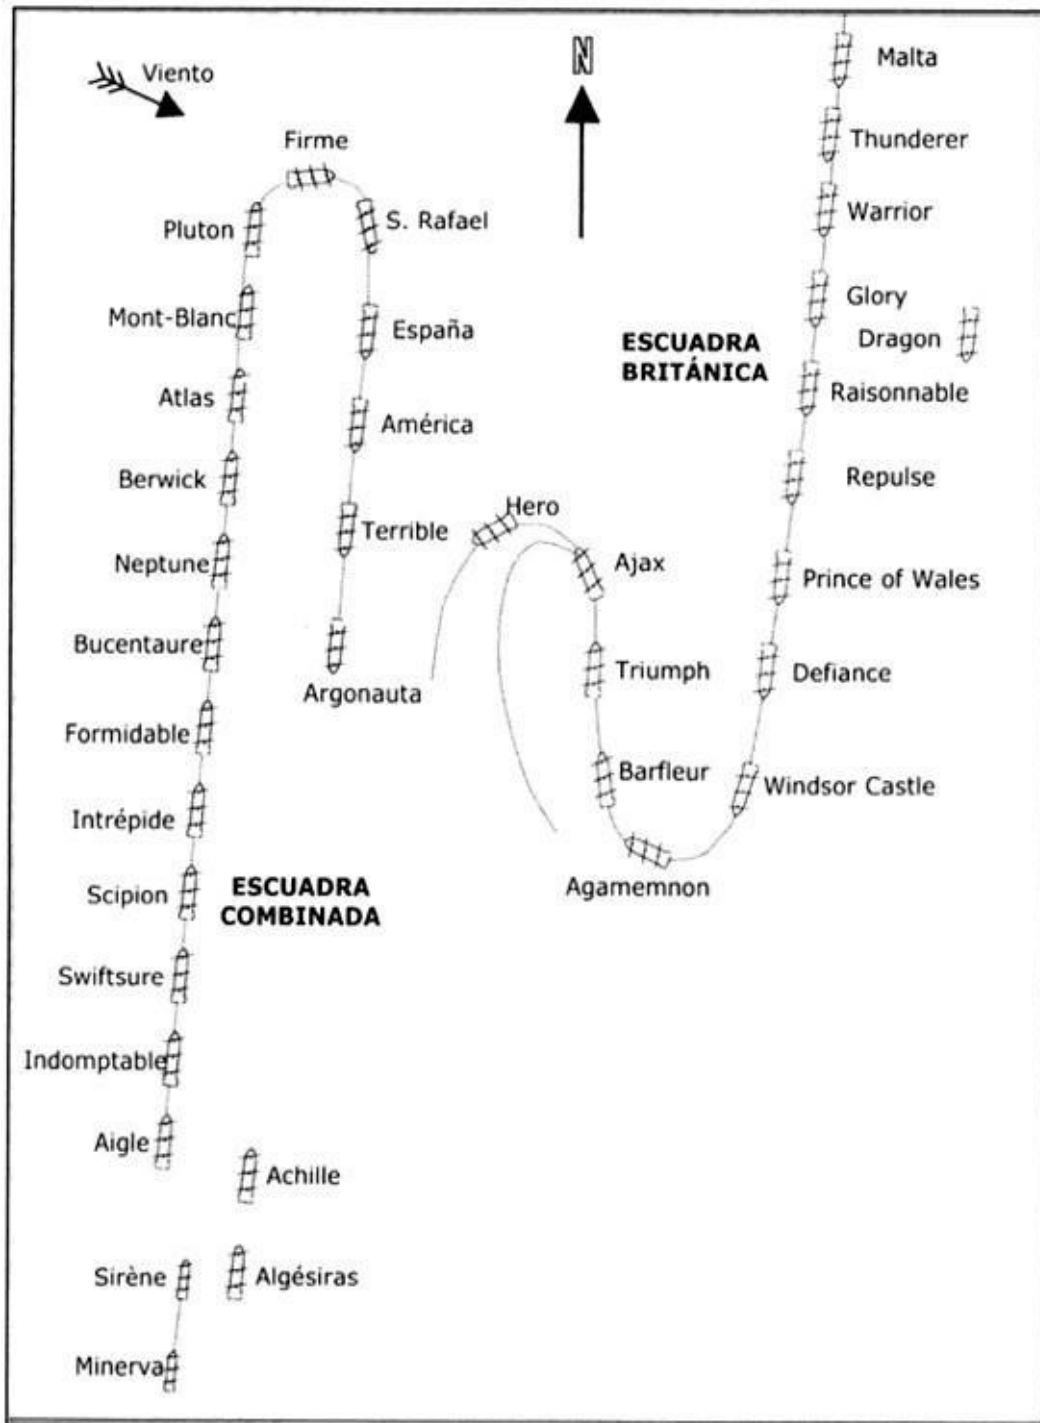 Viento
N
Malta
Thunderer
Firme
Pluton
S. Rafael
Warrior
Mont-Blanc
España
Glory
ESCUADRA
BRITÁNICA
Dragon
Atlas
América
Raisonnable
Berwick
Terrible
Hero
Repulse
Neptune
Ajax
Prince of Wales
Bucentaure
Argonauta
Triumph
Defiance
Formidable
Barfleur
Windsor Castle
Intrépide
Scipion
ESCUADRA
COMBINADA
Agamemnon
Swiftsure
Indomptable
Aigle
Achille
Sirène
Algésiras
Minerva